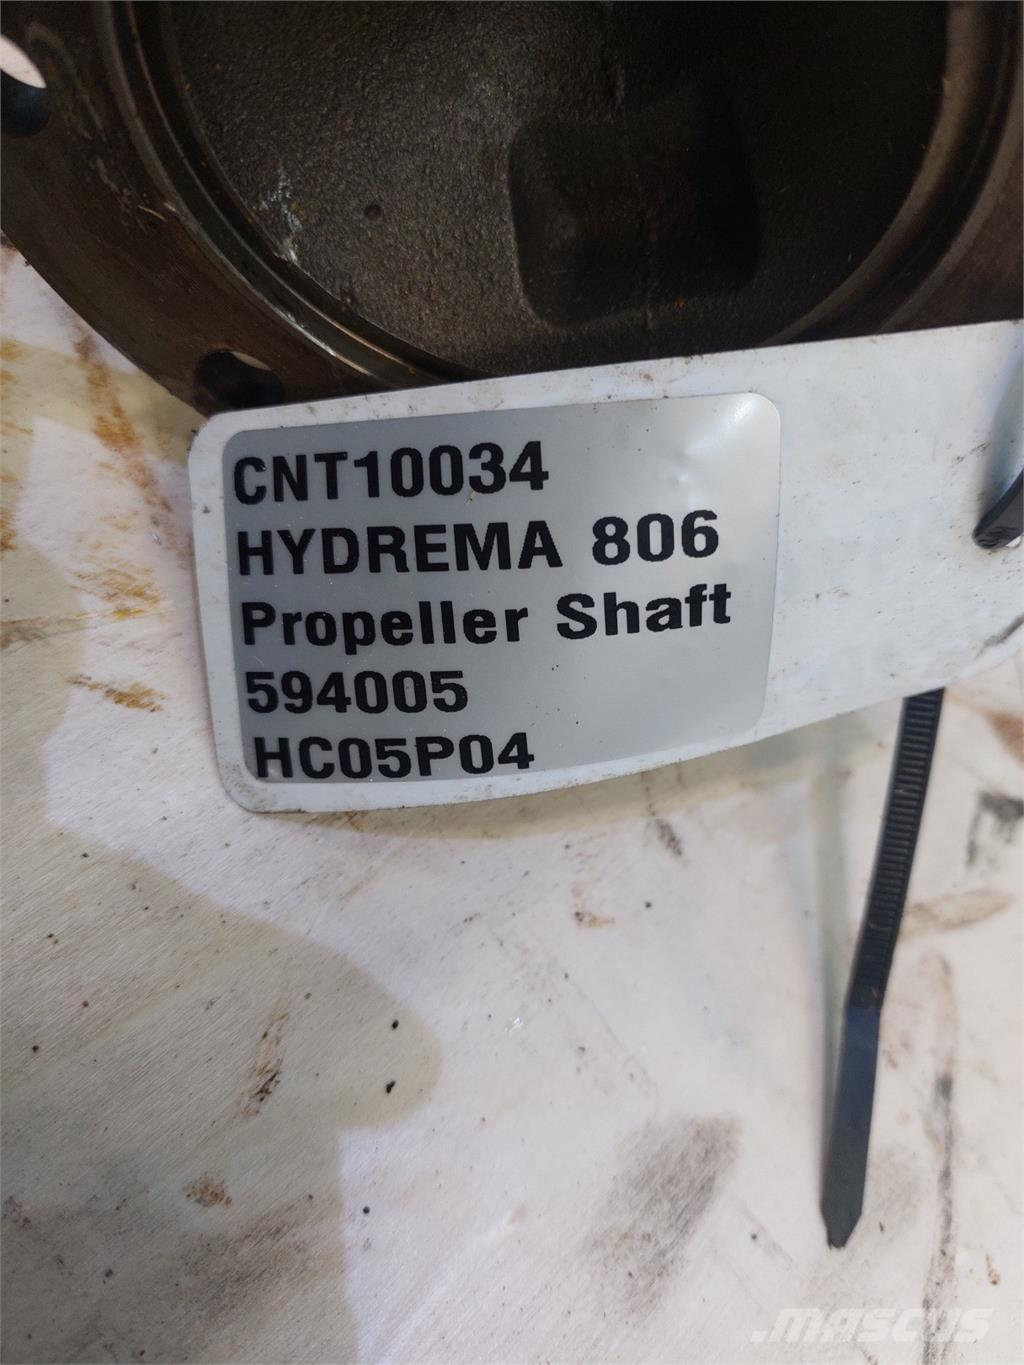 CNT10034
HYDREMA 806
Propeller Shaft
594005
HC05P04
MASCUS